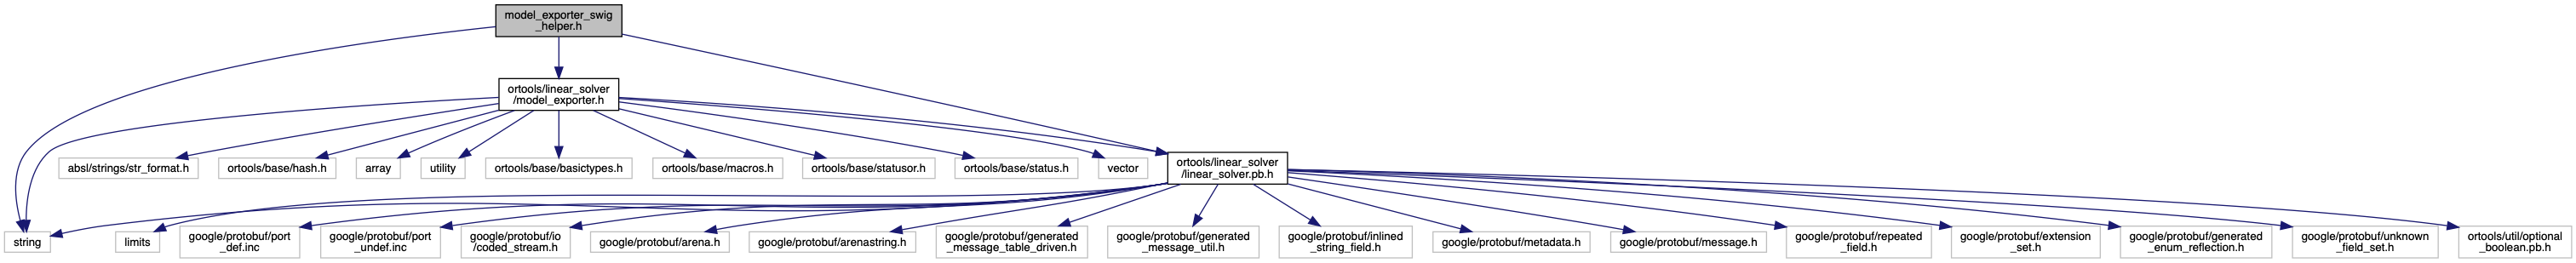 model_exporter_swig
_helper.h
ortools/linear_solver
/model_exporter.h
absl/strings/str_format.h
ortools/base/hash.h
array
utility
ortools/base/basictypes.h
ortools/base/macros.h
ortools/base/statusor.h
ortools/base/status.h
vector
ortools/linear_solver
/linear_solver.pb.h
string
limits
google/protobuf/port
_def.inc
google/protobuf/port
_undef.inc
google/protobuf/io
/coded_stream.h
google/protobuf/arena.h
google/protobuf/arenastring.h
google/protobuf/generated
_message_table_driven.h
google/protobuf/generated
_message_util.h
google/protobuf/inlined
_string_field.h
google/protobuf/metadata.h
google/protobuf/message.h
google/protobuf/repeated
_field.h
google/protobuf/extension
_set.h
google/protobuf/generated
_enum_reflection.h
google/protobuf/unknown
_field_set.h
ortools/util/optional
_boolean.pb.h